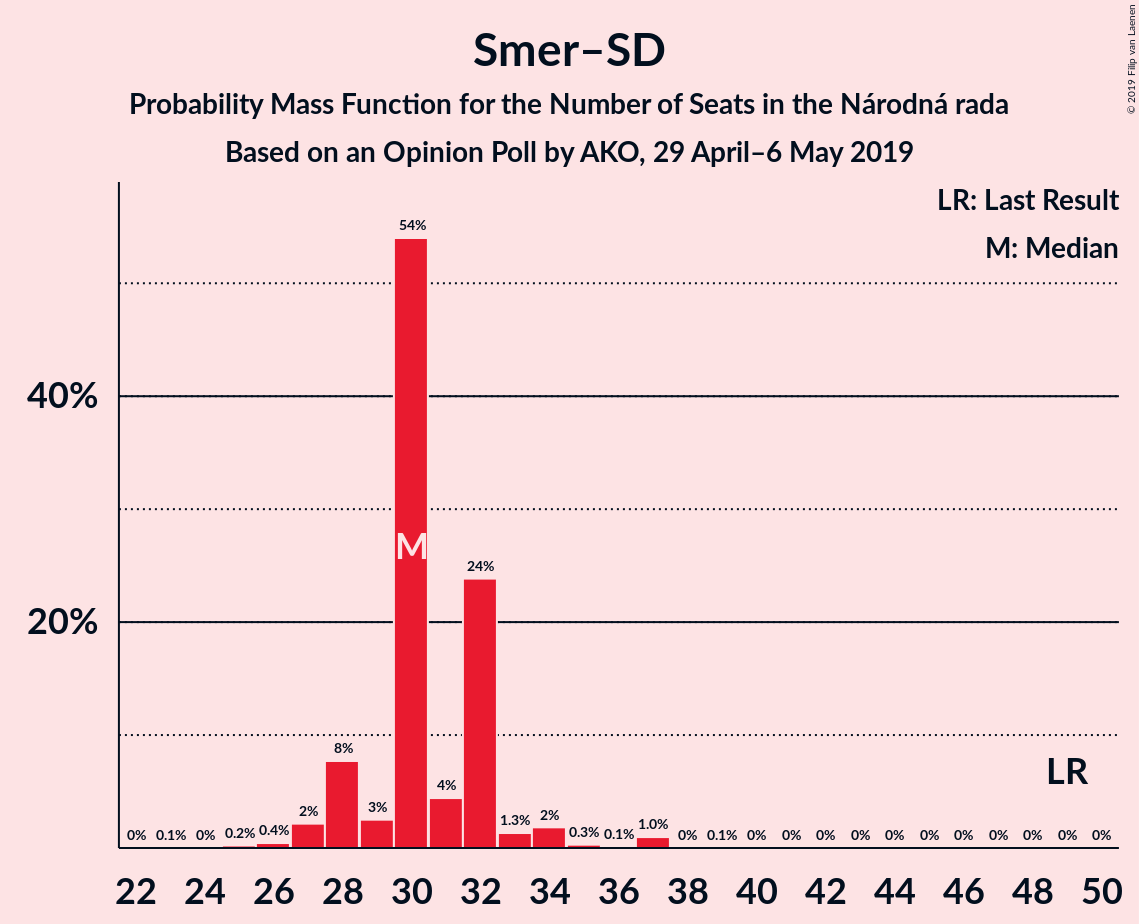 Smer–SD
Probability Mass Function for the Number of Seats in the Národná rada
Based on an Opinion Poll by AKO, 29 April–6 May 2019
© 2019 Filip van Laenen
LR: Last Result
M: Median
54%
40%
M
24%
20%
8%
LR
4%
2% 3% 1.3% 2% 1.0%
0% 0.1% 0% 0.2% 0.4% 0.3% 0.1% 0% 0.1% 0% 0% 0% 0% 0% 0% 0% 0% 0% 0% 0%
22 24 26 28 30 32 34 36 38 40 42 44 46 48 50